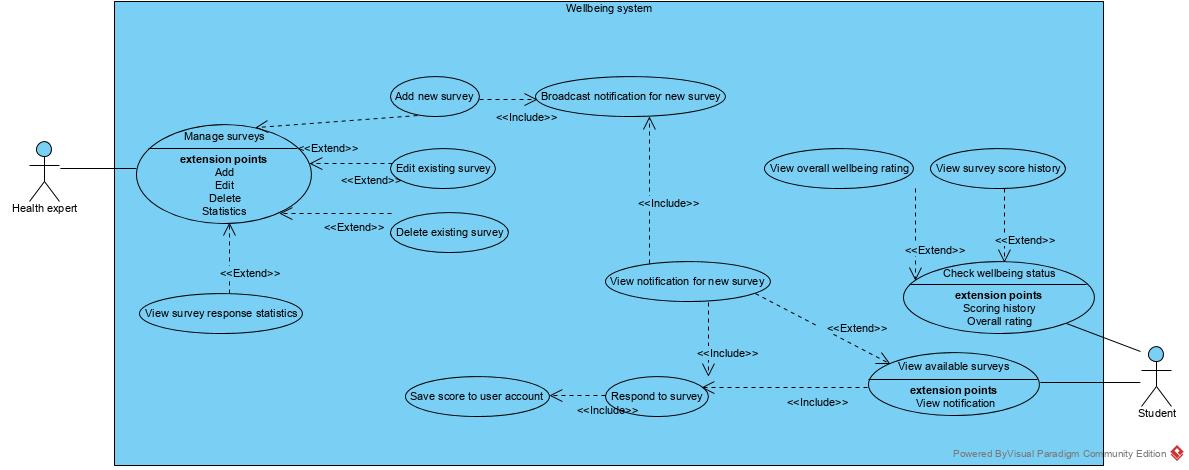 Wellbeing system
Add new survey
Broadcast notification for new survey
<<Include>>
Manage surveys
extension points
Add
Edit
Delete
Statistics
<<Extend>>
Edit existing survey
<<Extend>>
View overall wellbeing rating
View survey score history
Health expert
<<Include>>
<<Extend>>
Delete existing survey
<<Extend>>
<<Extend>>
<<Extend>>
View notification for new survey
Check wellbeing status
extension points
Scoring history
Overall rating
View survey response statistics
<<Extend>>
<<Include>>
View available surveys
extension points
View notification
Save score to user account
<<Include>>
Respond to survey
<<Include>>
Student
Powered ByVisual Paradigm Community Edition